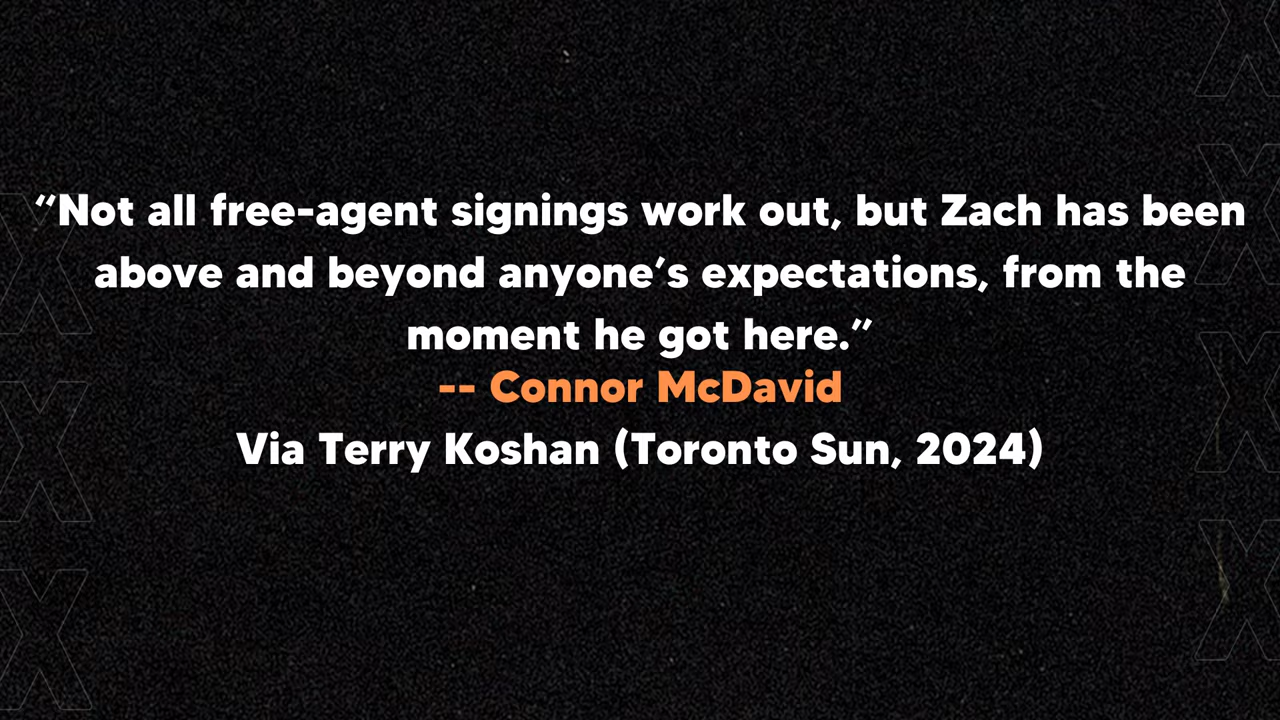 “Not all free-agent signings work out, but Zach has been
above and beyond anyone’s expectations, from the
moment he got here.”
-- Connor McDavid
Via Terry Koshan (Toronto Sun, 2024)